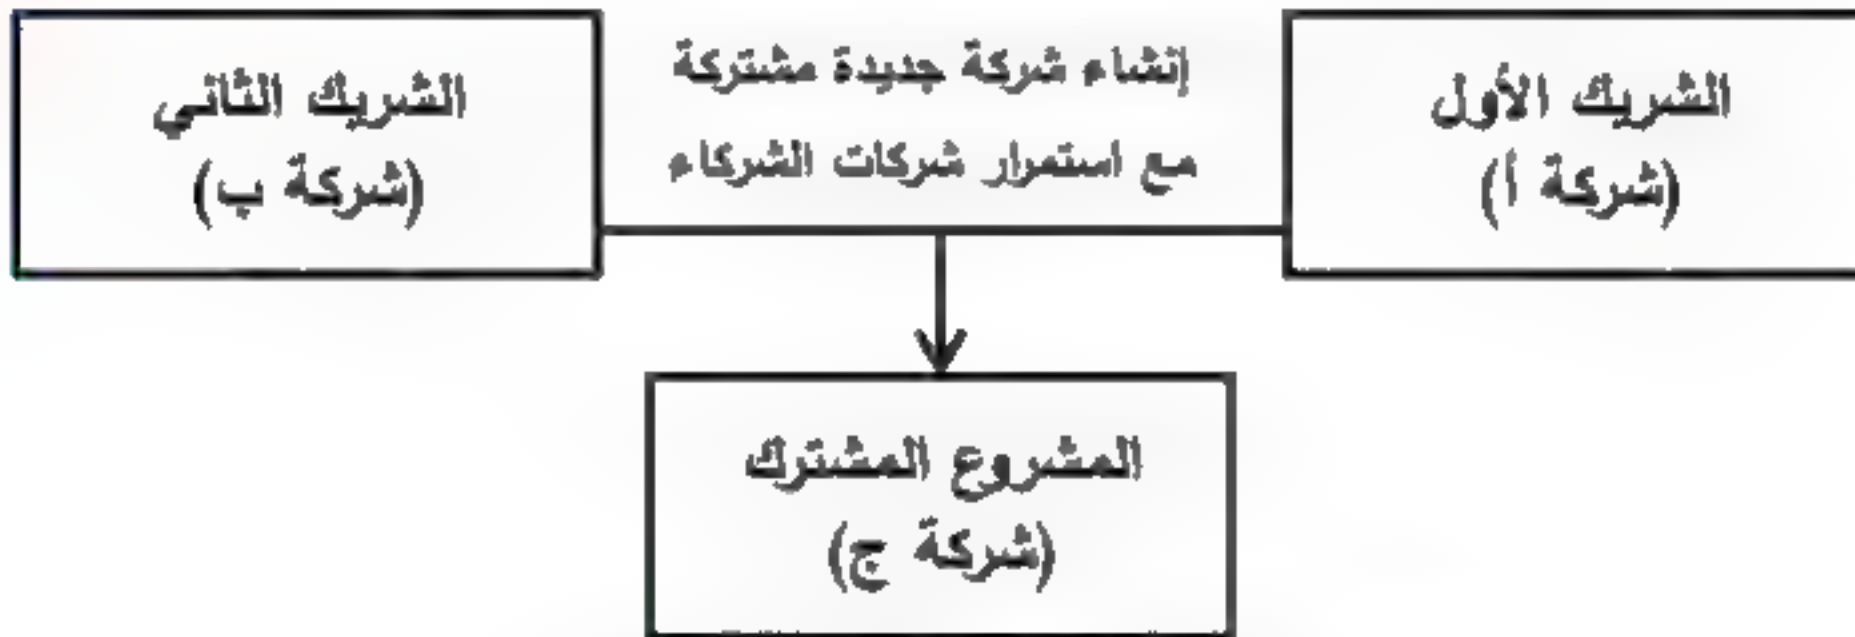 الشريك الأول
(شركة أ)
إنشاء شركة جديدة مشتركة
مع استمرار شركات الشركاء
الشريك الثاني
(شركة ب)
المشروع المشترك
(شركة ج)